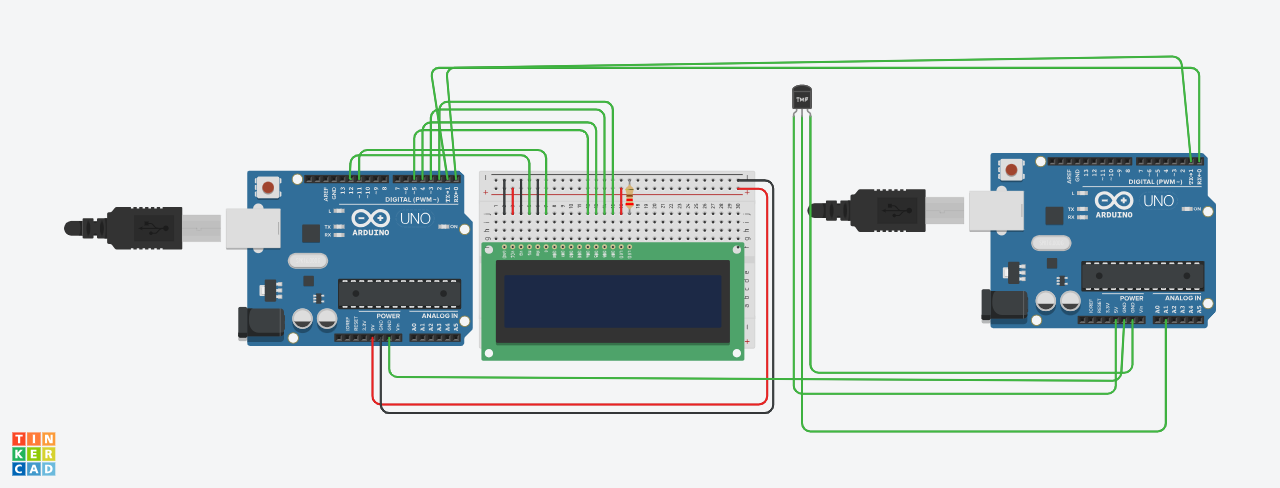 TMP
AREF
GND
13
12
~11
~10
~9
8
7
~6
~5
4
~3
2
TX→1
RX←0
DIGITAL (PWM~)
L
TX
RX
ON
UNO
ARDUINO
POWER
ANALOG IN
IOREF
RESET
3.3V
5V
GND
GND
Vin
A0
A1
A2
A3
A4
A5
AREF
GND
13
12
~11
~10
~9
8
7
~6
~5
4
~3
2
TX→1
RX←0
DIGITAL (PWM~)
L
TX
RX
ON
UNO
ARDUINO
POWER
ANALOG IN
IOREF
RESET
3.3V
5V
GND
GND
Vin
A0
A1
A2
A3
A4
A5
TIN
KER
CAD